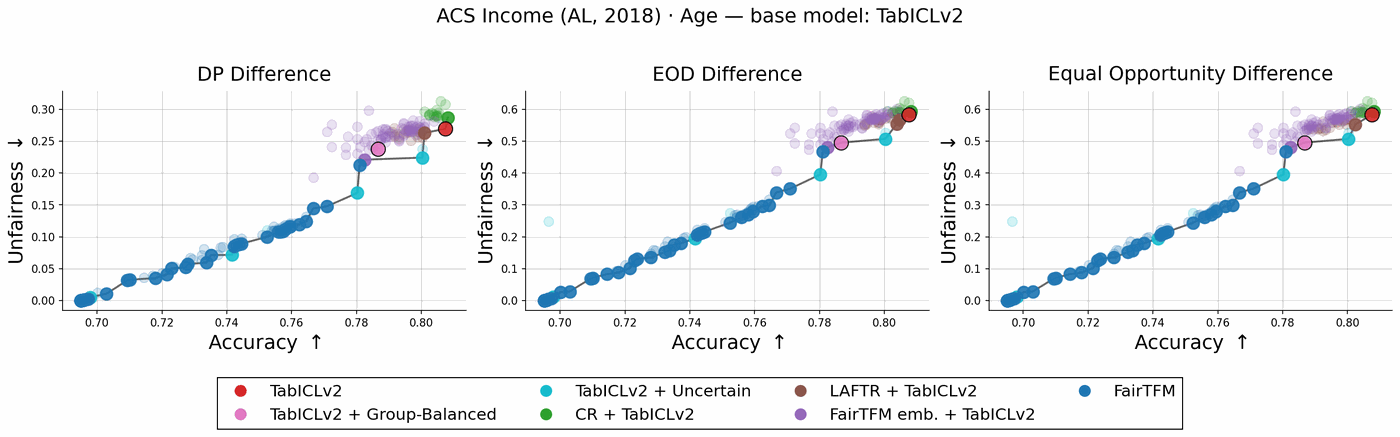 ACS Income (AL, 2018) · Age — base model: TabICLv2
DP Difference
Unfairness ↓
0.30
0.25
0.20
0.15
0.10
0.05
0.00
0.70 0.72 0.74 0.76 0.78 0.80
Accuracy ↑
EOD Difference
Unfairness ↓
0.6
0.5
0.4
0.3
0.2
0.1
0.0
0.70 0.72 0.74 0.76 0.78 0.80
Accuracy ↑
Equal Opportunity Difference
Unfairness ↓
0.6
0.5
0.4
0.3
0.2
0.1
0.0
0.70 0.72 0.74 0.76 0.78 0.80
Accuracy ↑
TabICLv2
TabICLv2 + Group-Balanced
TabICLv2 + Uncertain
CR + TabICLv2
LAFTR + TabICLv2
FairTFM emb. + TabICLv2
FairTFM